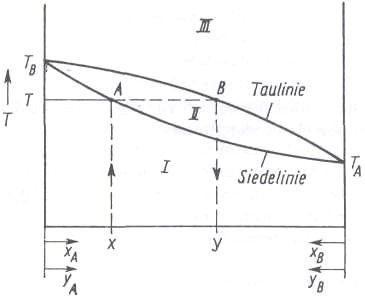 III
T_B
A
B
Taulinie
T
II
T
T_A
I
Siedelinie
x
y
x_A
x_B
y_A
y_B